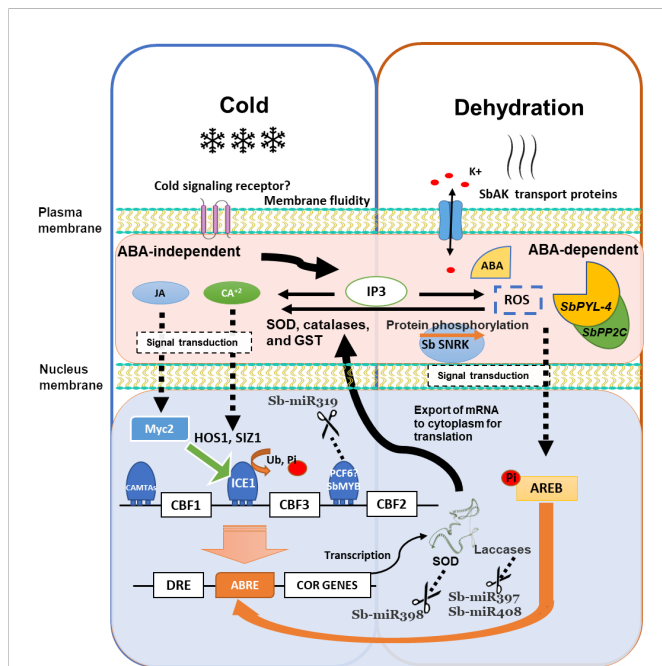 Cold
Dehydration
K+
SbAK transport proteins
Cold signaling receptor?
Membrane fluidity
Plasma
membrane
ABA-independent
ABA-dependent
ABA
JA
CA+2
IP3
ROS
SbPYL-4
SbPP2C
SOD, catalases,
and GST
Protein phosphorylation
Sb SNRK
Signal transduction
Signal transduction
Nucleus
membrane
Sb-miR319
Export of mRNA
to cytoplasm for
translation
Myc2
HOS1, SIZ1
Ub, Pi
CAMTAs
ICE1
PCF6?
SbMYB
CBF1
CBF3
CBF2
Pi
AREB
Transcription
SOD
Laccases
DRE
ABRE
COR GENES
Sb-miR398
Sb-miR397
Sb-miR408